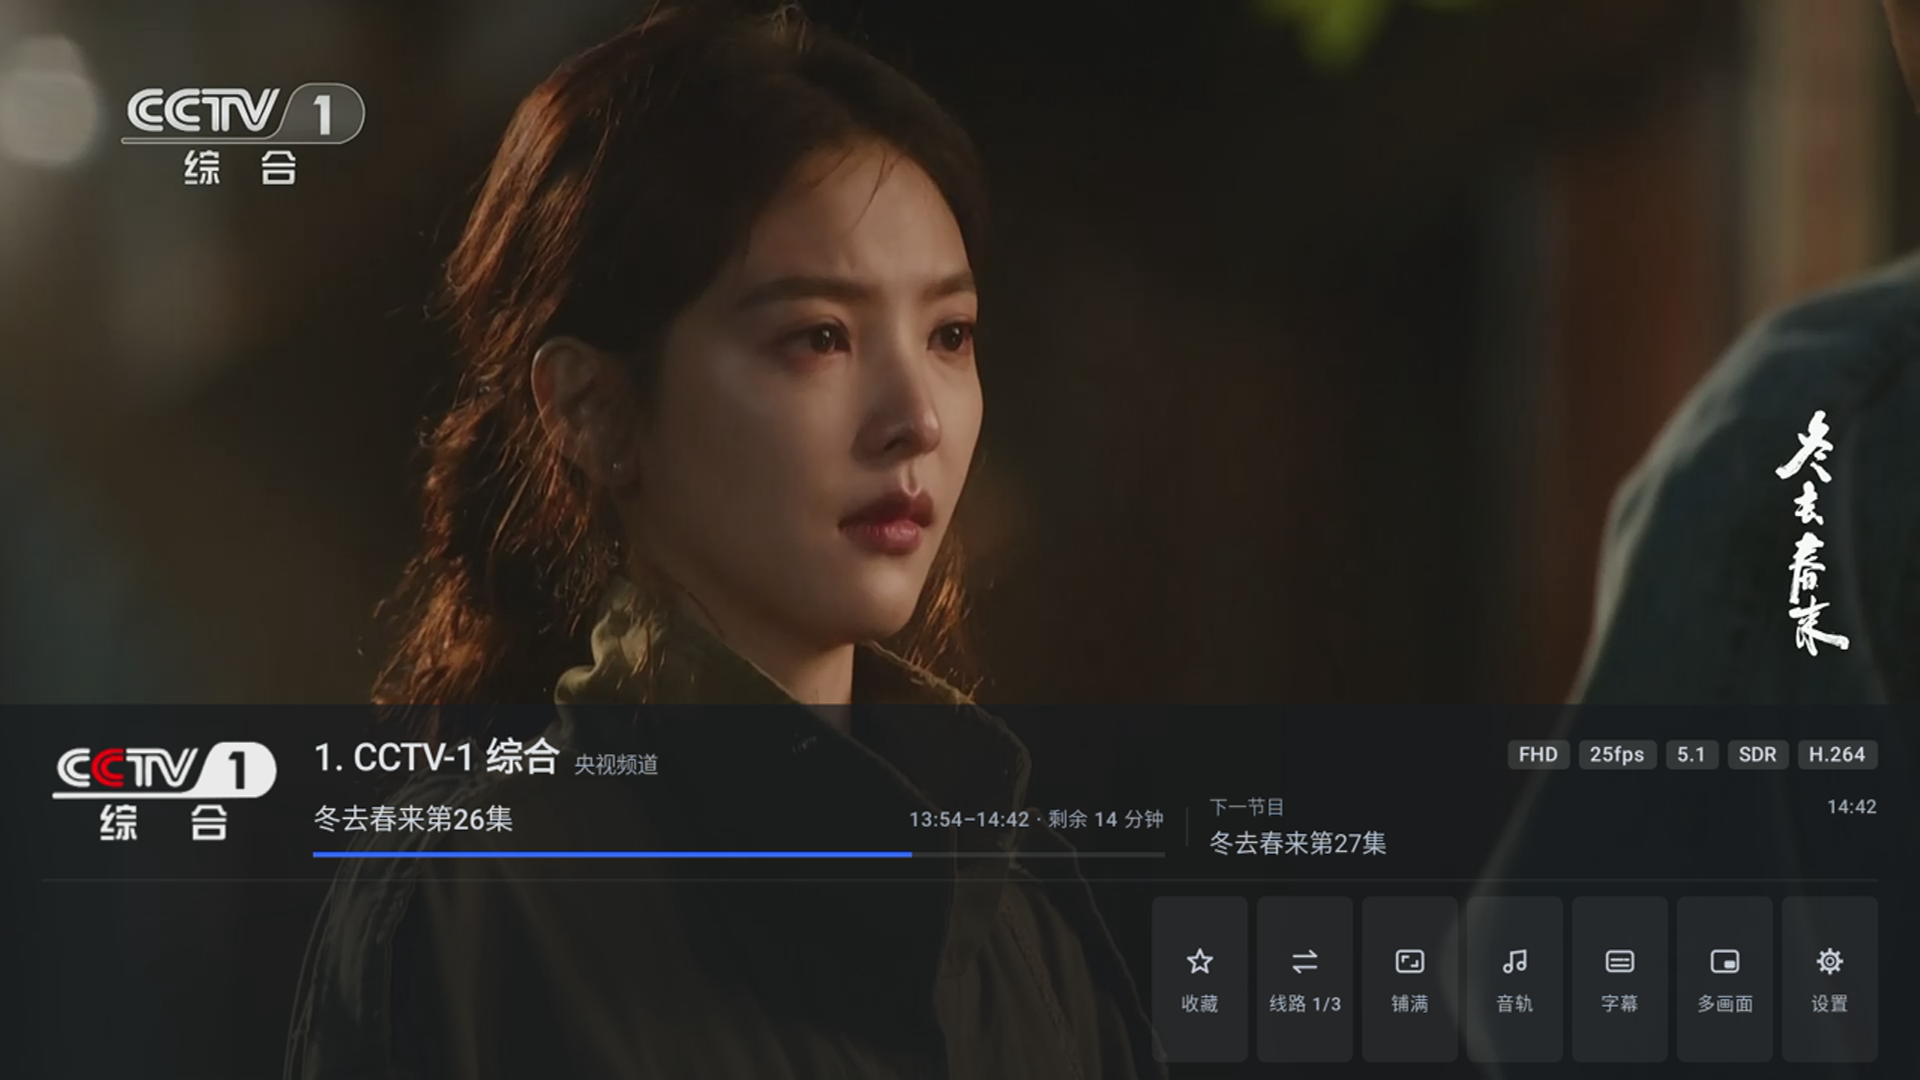 CCTV 1
综 合
冬去春来
CCTV 1
综 合
1. CCTV-1 综合 央视频道
FHD 25fps 5.1 SDR H.264
冬去春来第26集
13:54–14:42 · 剩余 14 分钟
下一节目
14:42
冬去春来第27集
收藏
线路 1/3
铺满
音轨
字幕
多画面
设置